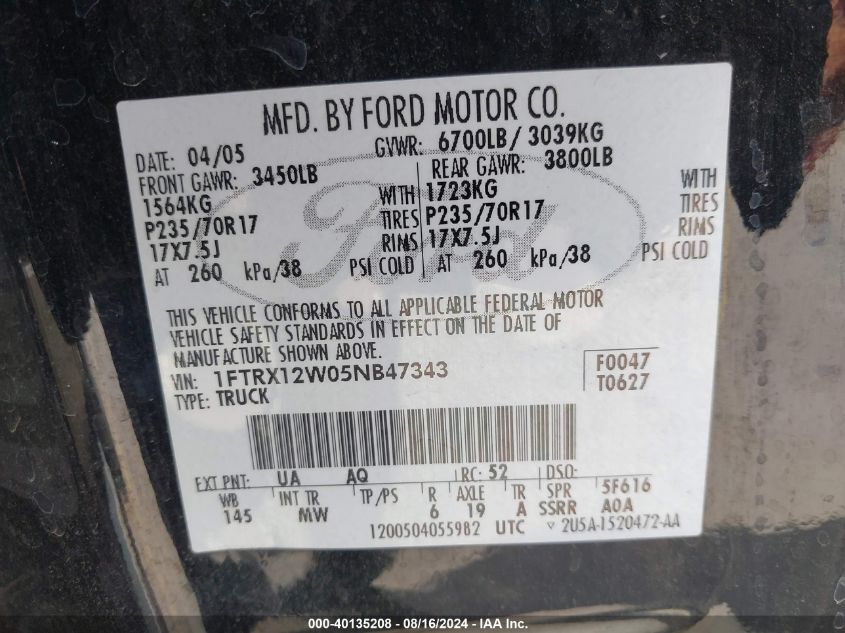 MFD. BY FORD MOTOR CO.
DATE: 04/05 GVWR: 6700LB/ 3039KG
FRONT GAWR: 3450LB REAR GAWR: 3800LB
1564KG WITH 1723KG WITH
P235/70R17 TIRES P235/70R17 TIRES
17X7.5J RIMS 17X7.5J RIMS
AT 260 kPa/38 PSI COLD AT 260 kPa/38 PSI COLD
Ford
THIS VEHICLE CONFORMS TO ALL APPLICABLE FEDERAL MOTOR
VEHICLE SAFETY STANDARDS IN EFFECT ON THE DATE OF
MANUFACTURE SHOWN ABOVE.
VIN: 1FTRX12W05NB47343 F0047
TYPE: TRUCK T0627
EXT PNT: UA AQ RC: 52 DSO:
WB INT TR TP/PS R AXLE TR SPR 5F616
145 MW 6 19 A SSRR AOA
1200504055982 UTC ▽ 2U5A-1520472-AA
000-40135208 - 08/16/2024 - IAA Inc.